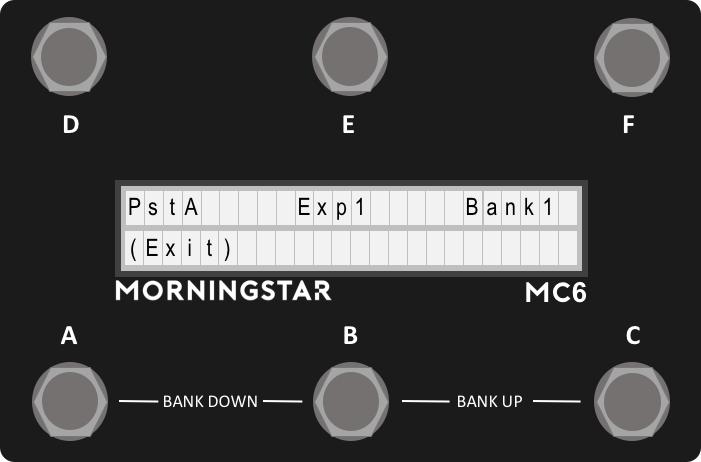 D E F
PstA Exp1 Bank1
(Exit)
MORNINGSTAR MC6
A B C
BANK DOWN BANK UP